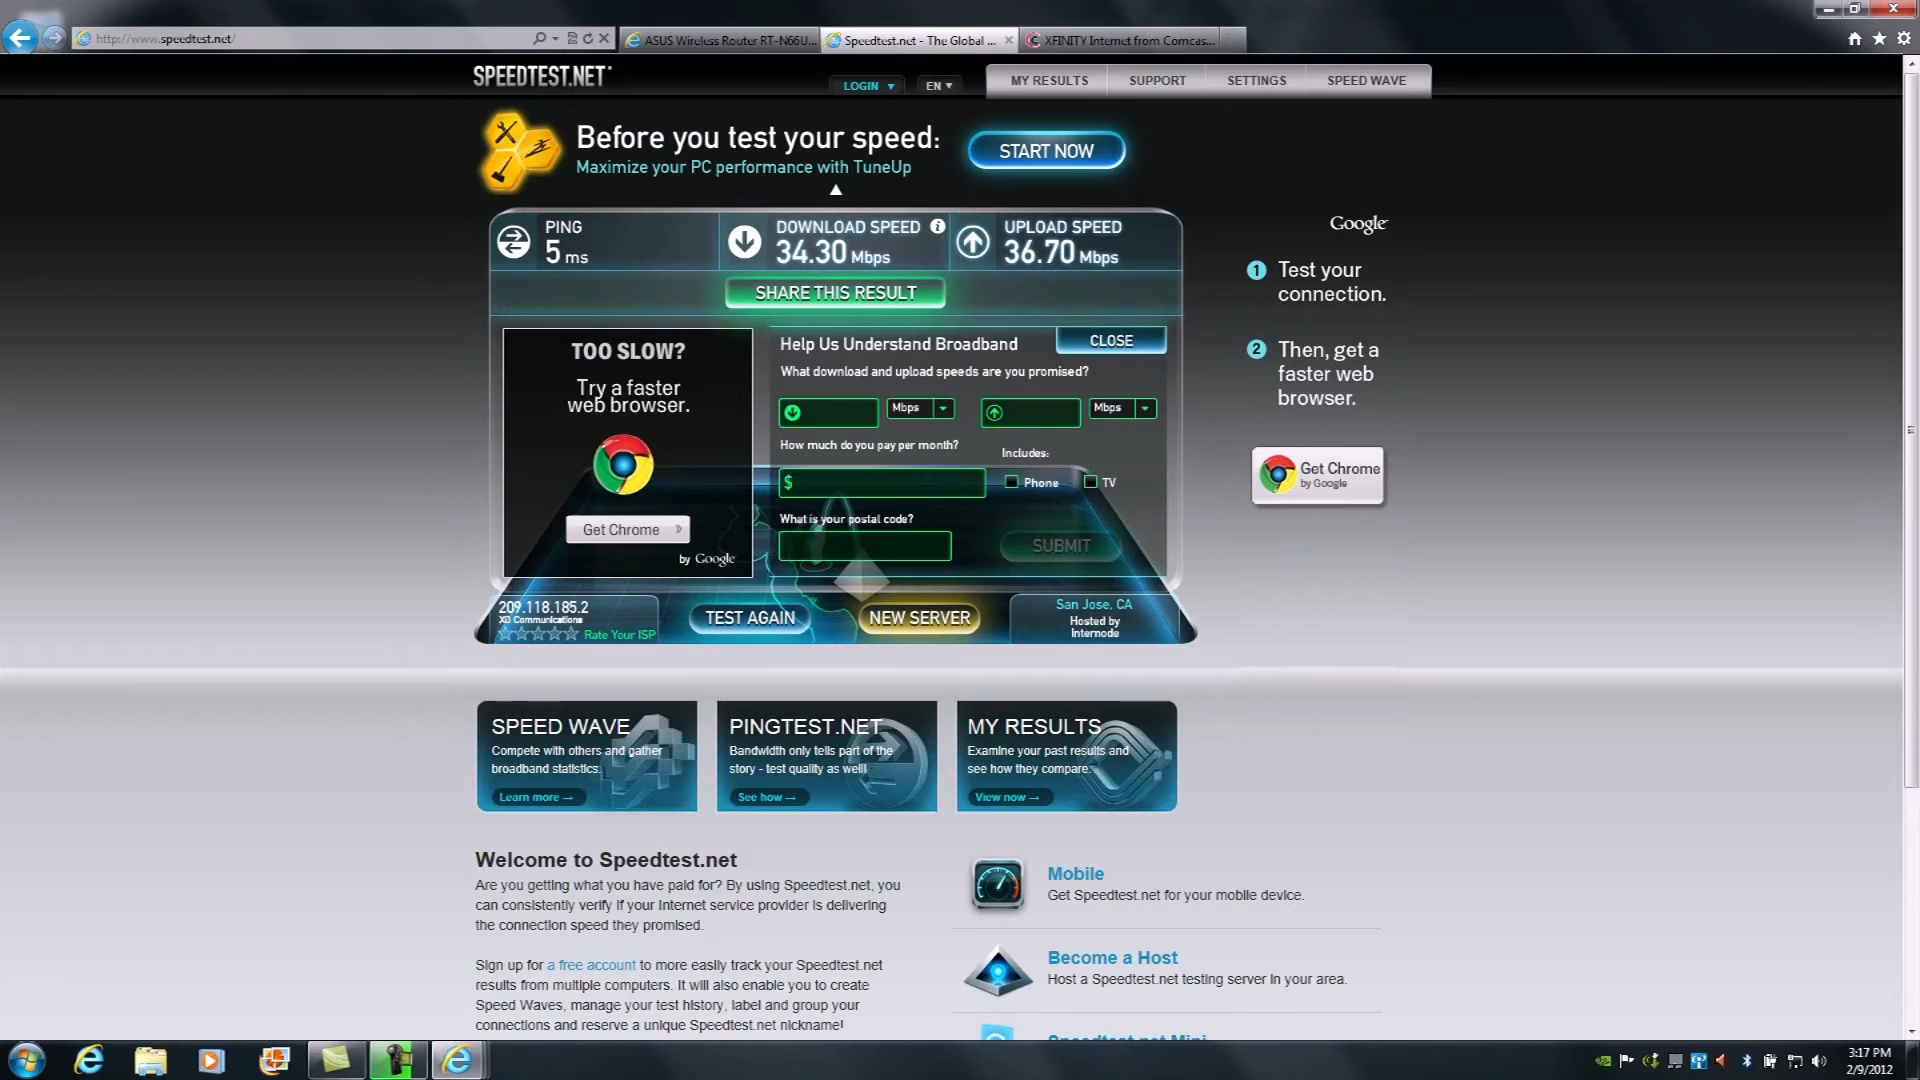 http://www.speedtest.net/
ASUS Wireless Router RT-N66U...
Speedtest.net - The Global ...
XFINITY Internet from Comcas...
SPEEDTEST.NET
LOGIN
EN
MY RESULTS
SUPPORT
SETTINGS
SPEED WAVE
Before you test your speed:
Maximize your PC performance with TuneUp
START NOW
PING
5 ms
DOWNLOAD SPEED
34.30 Mbps
UPLOAD SPEED
36.70 Mbps
SHARE THIS RESULT
TOO SLOW?
Try a faster
web browser.
Get Chrome »
by Google
Help Us Understand Broadband
CLOSE
What download and upload speeds are you promised?
Mbps
Mbps
How much do you pay per month?
Includes:
$
Phone
TV
What is your postal code?
SUBMIT
209.118.185.2
XO Communications
Rate Your ISP
TEST AGAIN
NEW SERVER
San Jose, CA
Hosted by
Internode
Google
1 Test your
connection.
2 Then, get a
faster web
browser.
Get Chrome
by Google
SPEED WAVE
Compete with others and gather
broadband statistics.
Learn more →
PINGTEST.NET
Bandwidth only tells part of the
story - test quality as well!
See how →
MY RESULTS
Examine your past results and
see how they compare.
View now →
Welcome to Speedtest.net
Are you getting what you have paid for? By using Speedtest.net, you
can consistently verify if your Internet service provider is delivering
the connection speed they promised.
Sign up for a free account to more easily track your Speedtest.net
results from multiple computers. It will also enable you to create
Speed Waves, manage your test history, label and group your
connections and reserve a unique Speedtest.net nickname!
Mobile
Get Speedtest.net for your mobile device.
Become a Host
Host a Speedtest.net testing server in your area.
Speedtest.net Mini
3:17 PM
2/9/2012